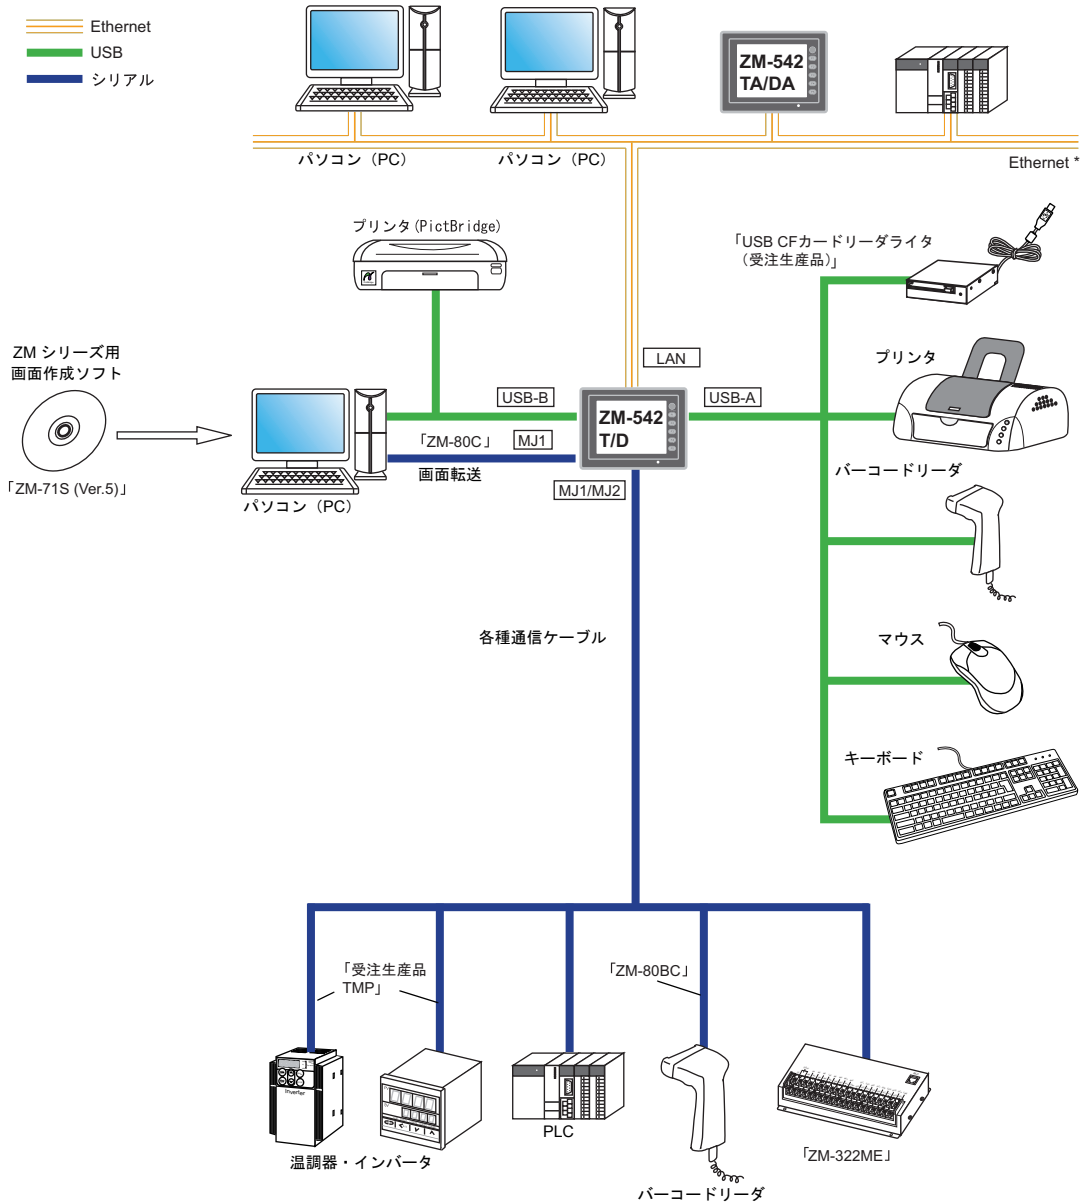 Ethernet
USB
シリアル
ZM-542
TA/DA
パソコン（PC）
パソコン（PC）
Ethernet *
プリンタ(PictBridge)
「USB CFカードリーダライタ
（受注生産品）」
ZM シリーズ用
画面作成ソフト
LAN
プリンタ
USB-B
ZM-542
T/D
USB-A
「ZM-80C」
MJ1
画面転送
バーコードリーダ
「ZM-71S (Ver.5)」
パソコン（PC）
MJ1/MJ2
各種通信ケーブル
マウス
キーボード
「受注生産品
TMP」
「ZM-80BC」
Inverter
PLC
温調器・インバータ
「ZM-322ME」
バーコードリーダ